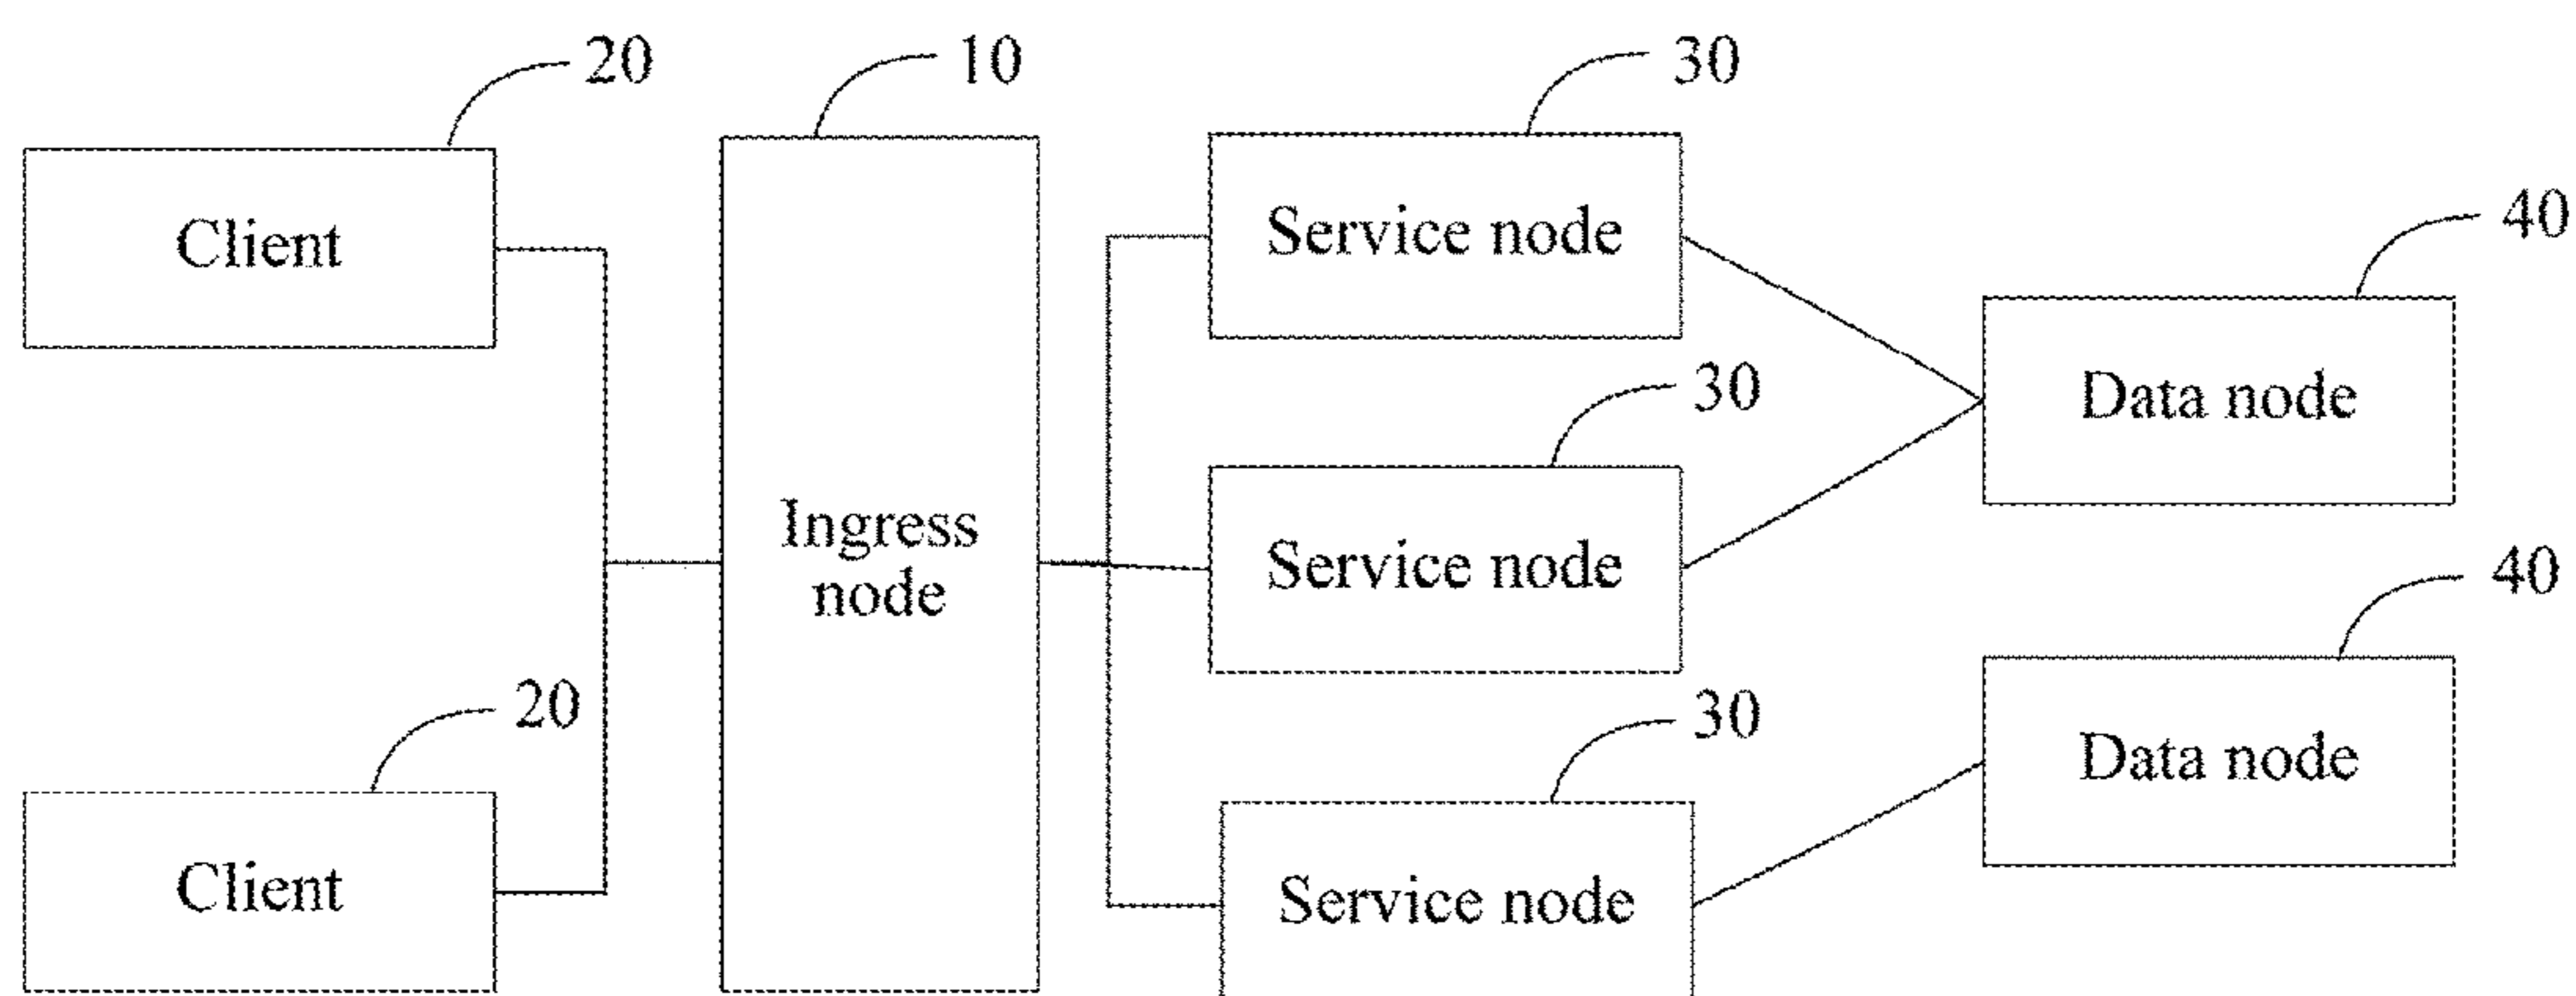 20
10
30
Client
Service node
40
Data node
30
Ingress
node
Service node
40
20
30
Data node
Client
Service node